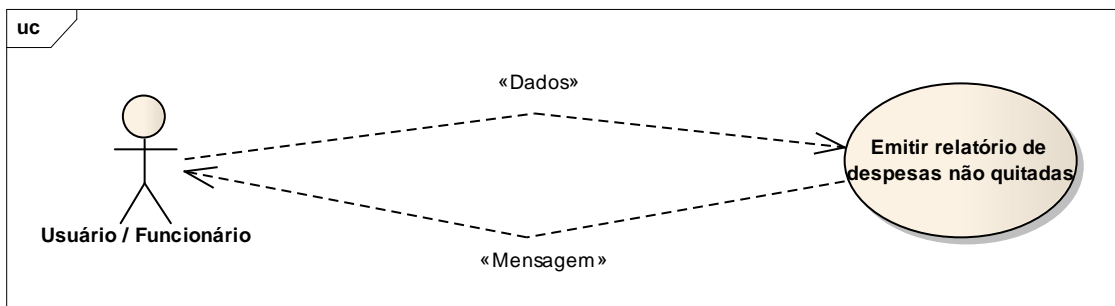 uc
«Dados»
Emitir relatório de
despesas não quitadas
Usuário / Funcionário
«Mensagem»